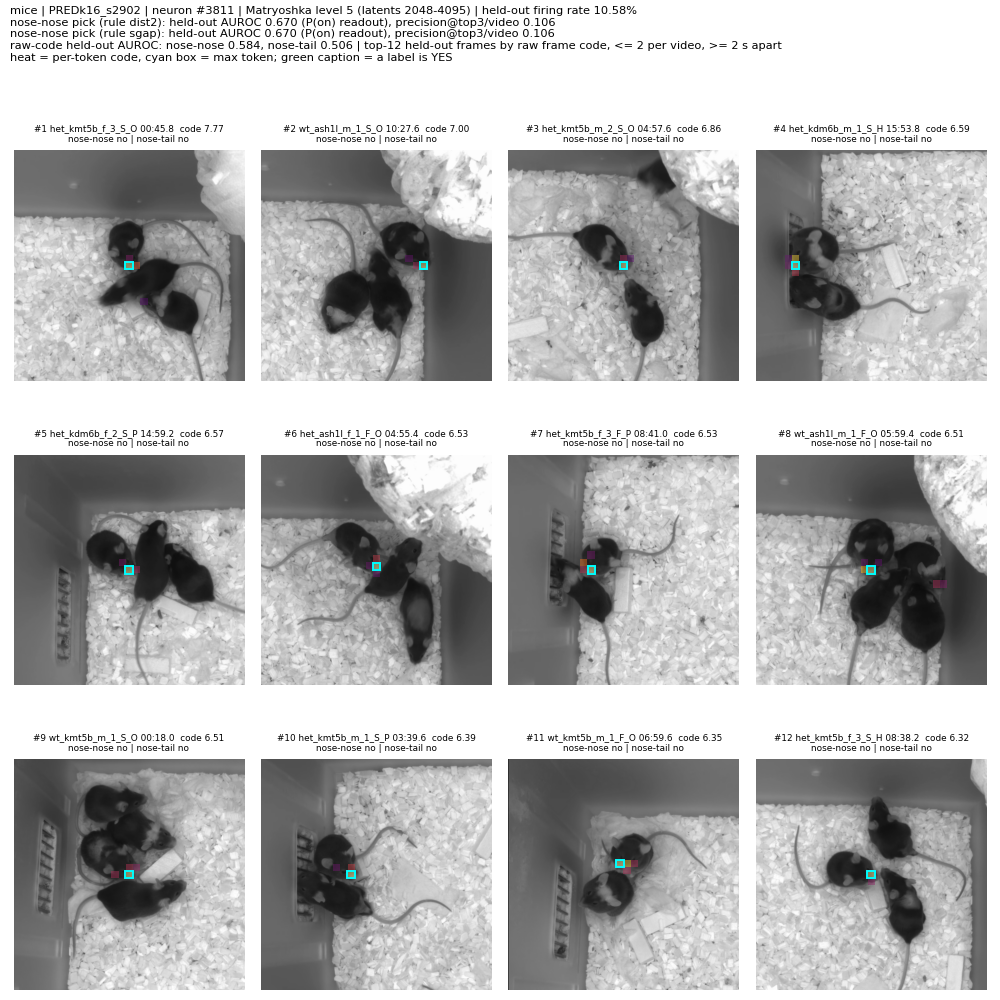 mice | PREDk16_s2902 | neuron #3811 | Matryoshka level 5 (latents 2048-4095) | held-out firing rate 10.58%
nose-nose pick (rule dist2): held-out AUROC 0.670 (P(on) readout), precision@top3/video 0.106
nose-nose pick (rule sgap): held-out AUROC 0.670 (P(on) readout), precision@top3/video 0.106
raw-code held-out AUROC: nose-nose 0.584, nose-tail 0.506 | top-12 held-out frames by raw frame code, <= 2 per video, >= 2 s apart
heat = per-token code, cyan box = max token; green caption = a label is YES
#1 het_kmt5b_f_3_S_O 00:45.8 code 7.77
nose-nose no | nose-tail no
#2 wt_ash1l_m_1_S_O 10:27.6 code 7.00
nose-nose no | nose-tail no
#3 het_kmt5b_m_2_S_O 04:57.6 code 6.86
nose-nose no | nose-tail no
#4 het_kdm6b_m_1_S_H 15:53.8 code 6.59
nose-nose no | nose-tail no
#5 het_kdm6b_f_2_S_P 14:59.2 code 6.57
nose-nose no | nose-tail no
#6 het_ash1l_f_1_F_O 04:55.4 code 6.53
nose-nose no | nose-tail no
#7 het_kmt5b_f_3_F_P 08:41.0 code 6.53
nose-nose no | nose-tail no
#8 wt_ash1l_m_1_F_O 05:59.4 code 6.51
nose-nose no | nose-tail no
#9 wt_kmt5b_m_1_S_O 00:18.0 code 6.51
nose-nose no | nose-tail no
#10 het_kmt5b_m_1_S_P 03:39.6 code 6.39
nose-nose no | nose-tail no
#11 wt_kmt5b_m_1_F_O 06:59.6 code 6.35
nose-nose no | nose-tail no
#12 het_kmt5b_f_3_S_H 08:38.2 code 6.32
nose-nose no | nose-tail no